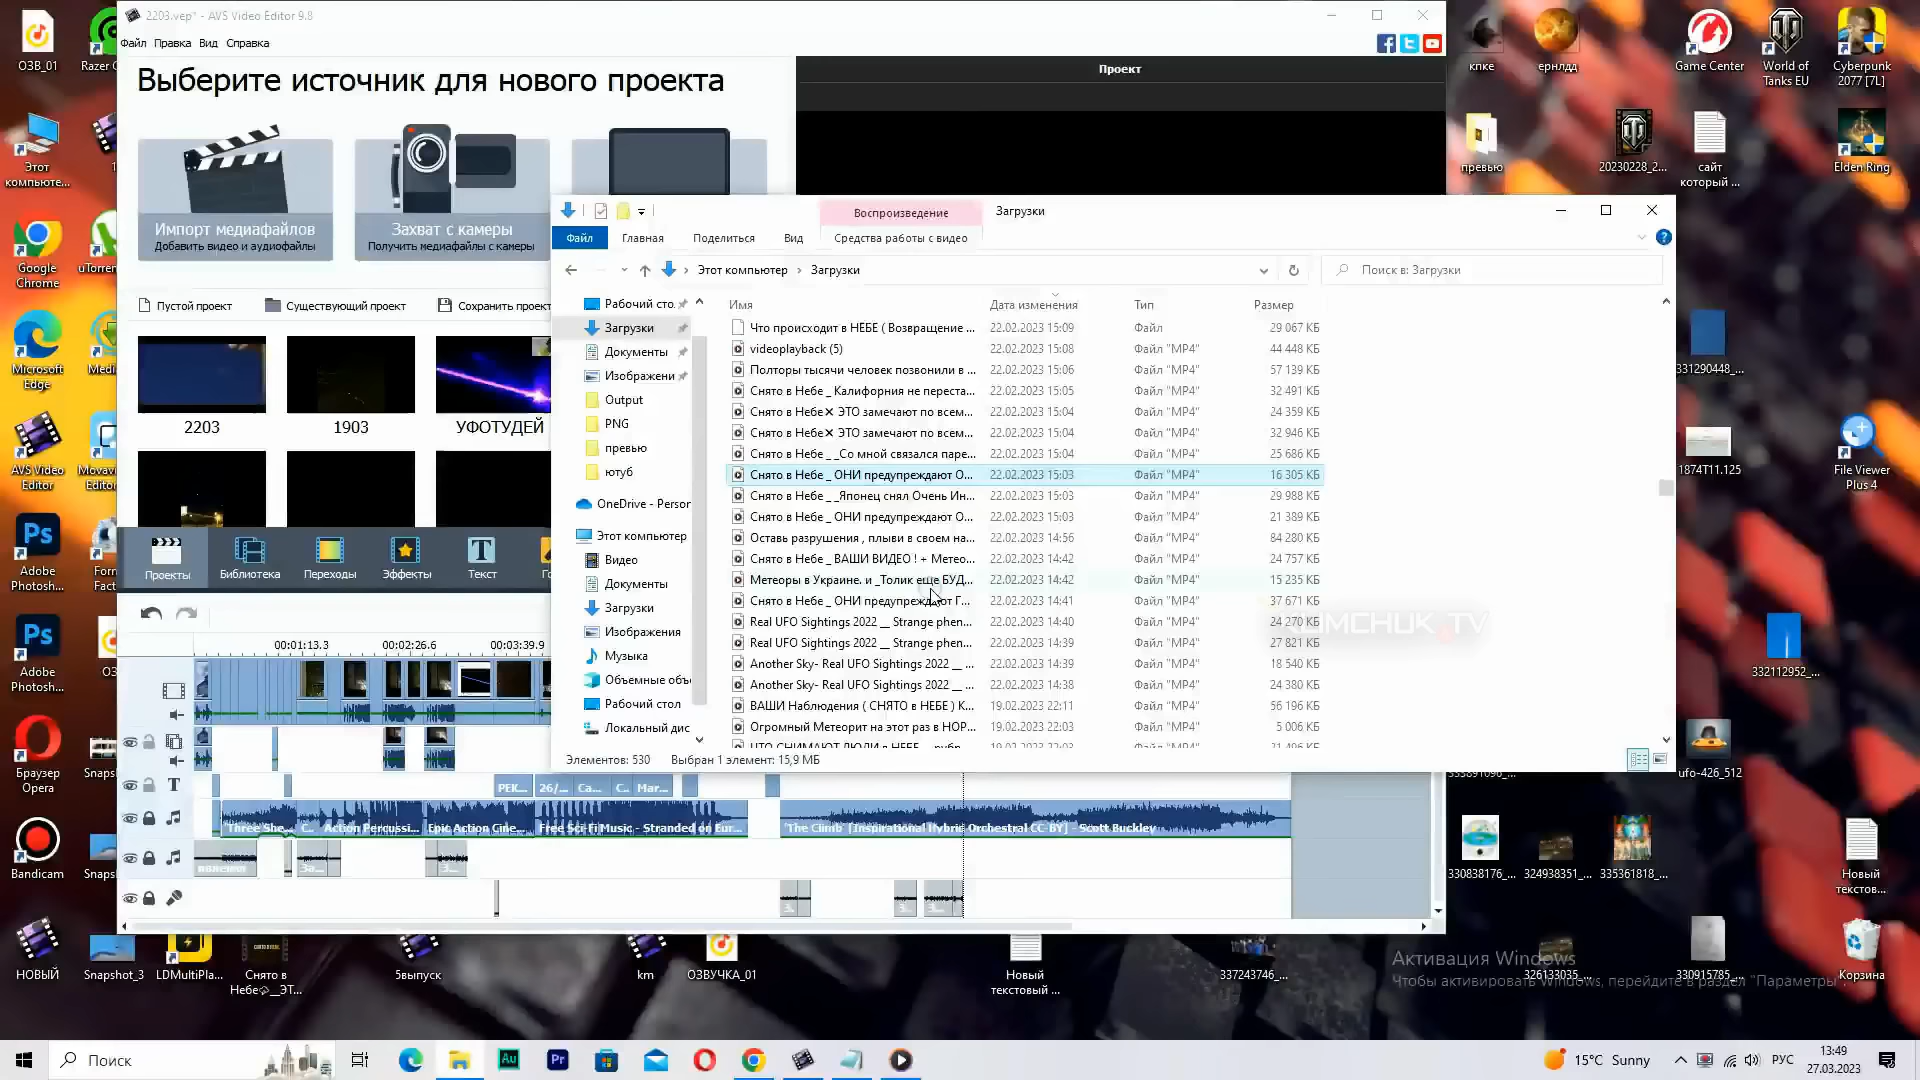 ОЗВ_01
2203.vep* - AVS Video Editor 9.8
Файл Правка Вид Справка
Выберите источник для нового проекта
Проект
Импорт медиафайлов
Добавить видео и аудиофайлы
Захват с камеры
Получить медиафайлы с камеры
Пустой проект
Существующий проект
2203
1903
УФОТУДЕЙ
Проекты
Библиотека
Переходы
Эффекты
Текст
00:01:13.3 00:02:26.6 00:03:39.9
Воспроизведение
Загрузки
Файл Главная Поделиться Вид Средства работы с видео
Этот компьютер › Загрузки
Поиск в: Загрузки
Загрузки
Документы
Output
PNG
превью
ютуб
Этот компьютер
Видео
Документы
Загрузки
Изображения
Музыка
Рабочий стол
Имя Дата изменения Тип Размер
Что происходит в НЕБЕ ( Возвращение ... 22.02.2023 15:09 Файл 29 067 КБ
videoplayback (5) 22.02.2023 15:08 Файл "MP4" 44 448 КБ
Полторы тысячи человек позвонили в ... 22.02.2023 15:06 Файл "MP4" 57 139 КБ
Снято в Небе _ Калифорния не переста... 22.02.2023 15:05 Файл "MP4" 32 491 КБ
Снято в Небе✕ ЭТО замечают по всем... 22.02.2023 15:04 Файл "MP4" 24 359 КБ
Снято в Небе✕ ЭТО замечают по всем... 22.02.2023 15:04 Файл "MP4" 32 946 КБ
Снято в Небе _ _Со мной связался паре... 22.02.2023 15:04 Файл "MP4" 25 686 КБ
Снято в Небе _ ОНИ предупреждают О... 22.02.2023 15:03 Файл "MP4" 16 305 КБ
Снято в Небе _ _Японец снял Очень Ин... 22.02.2023 15:03 Файл "MP4" 29 988 КБ
Снято в Небе _ ОНИ предупреждают О... 22.02.2023 15:03 Файл "MP4" 21 389 КБ
Оставь разрушения , плыви в своем на... 22.02.2023 14:56 Файл "MP4" 84 280 КБ
Снято в Небе _ ВАШИ ВИДЕО ! + Метео... 22.02.2023 14:42 Файл "MP4" 24 757 КБ
Метеоры в Украине. и _Толик еще БУД... 22.02.2023 14:42 Файл "MP4" 15 235 КБ
Снято в Небе _ ОНИ предупреждают Г... 22.02.2023 14:41 Файл "MP4" 37 671 КБ
Real UFO Sightings 2022 __ Strange phen... 22.02.2023 14:40 Файл "MP4" 24 270 КБ
Real UFO Sightings 2022 __ Strange phen... 22.02.2023 14:39 Файл "MP4" 27 821 КБ
Another Sky- Real UFO Sightings 2022 __ ... 22.02.2023 14:39 Файл "MP4" 18 540 КБ
Another Sky- Real UFO Sightings 2022 __ ... 22.02.2023 14:38 Файл "MP4" 24 380 КБ
ВАШИ Наблюдения ( СНЯТО в НЕБЕ ) К... 19.02.2023 22:11 Файл "MP4" 56 196 КБ
Огромный Метеорит на этот раз в НОР... 19.02.2023 22:03 Файл "MP4" 5 006 КБ
Элементов: 530 Выбран 1 элемент: 15,9 МБ
KLIMCHUK TV
РЕК... 26/... Са... С.. Mar...
"Three She... C.. Action Percussi... Epic Action Cine... Free Sci-Fi Music - Stranded on Eur...
'The Climb' [Inspirational Hybrid Orchestral CC-BY] - Scott Buckley
Этот
компьюте...
Google
Chrome
Microsoft
Edge
AVS Video
Editor
Adobe
Photosh...
Adobe
Photosh...
Браузер
Opera
Bandicam
НОВЫЙ
Snapshot_3
LDMultiPla...
Снято в
5выпуск
km
ОЗВУЧКА_01
Новый
текстовый ...
337243746_...
326133035_...
330915785_...
Корзина
кпке
ернлдд
Game Center
World of
Tanks EU
Cyberpunk
2077 [7L]
превью
20230228_2...
сайт
который ...
Elden Ring
331290448_...
1874T11.125
File Viewer
Plus 4
332112952_...
ufo-426_512
330838176_...
324938351_...
335361818_...
Новый
текстов...
Активация Windows
Чтобы активировать Windows, перейдите в раздел "Параметры".
Поиск
15°C Sunny
РУС
13:49
27.03.2023